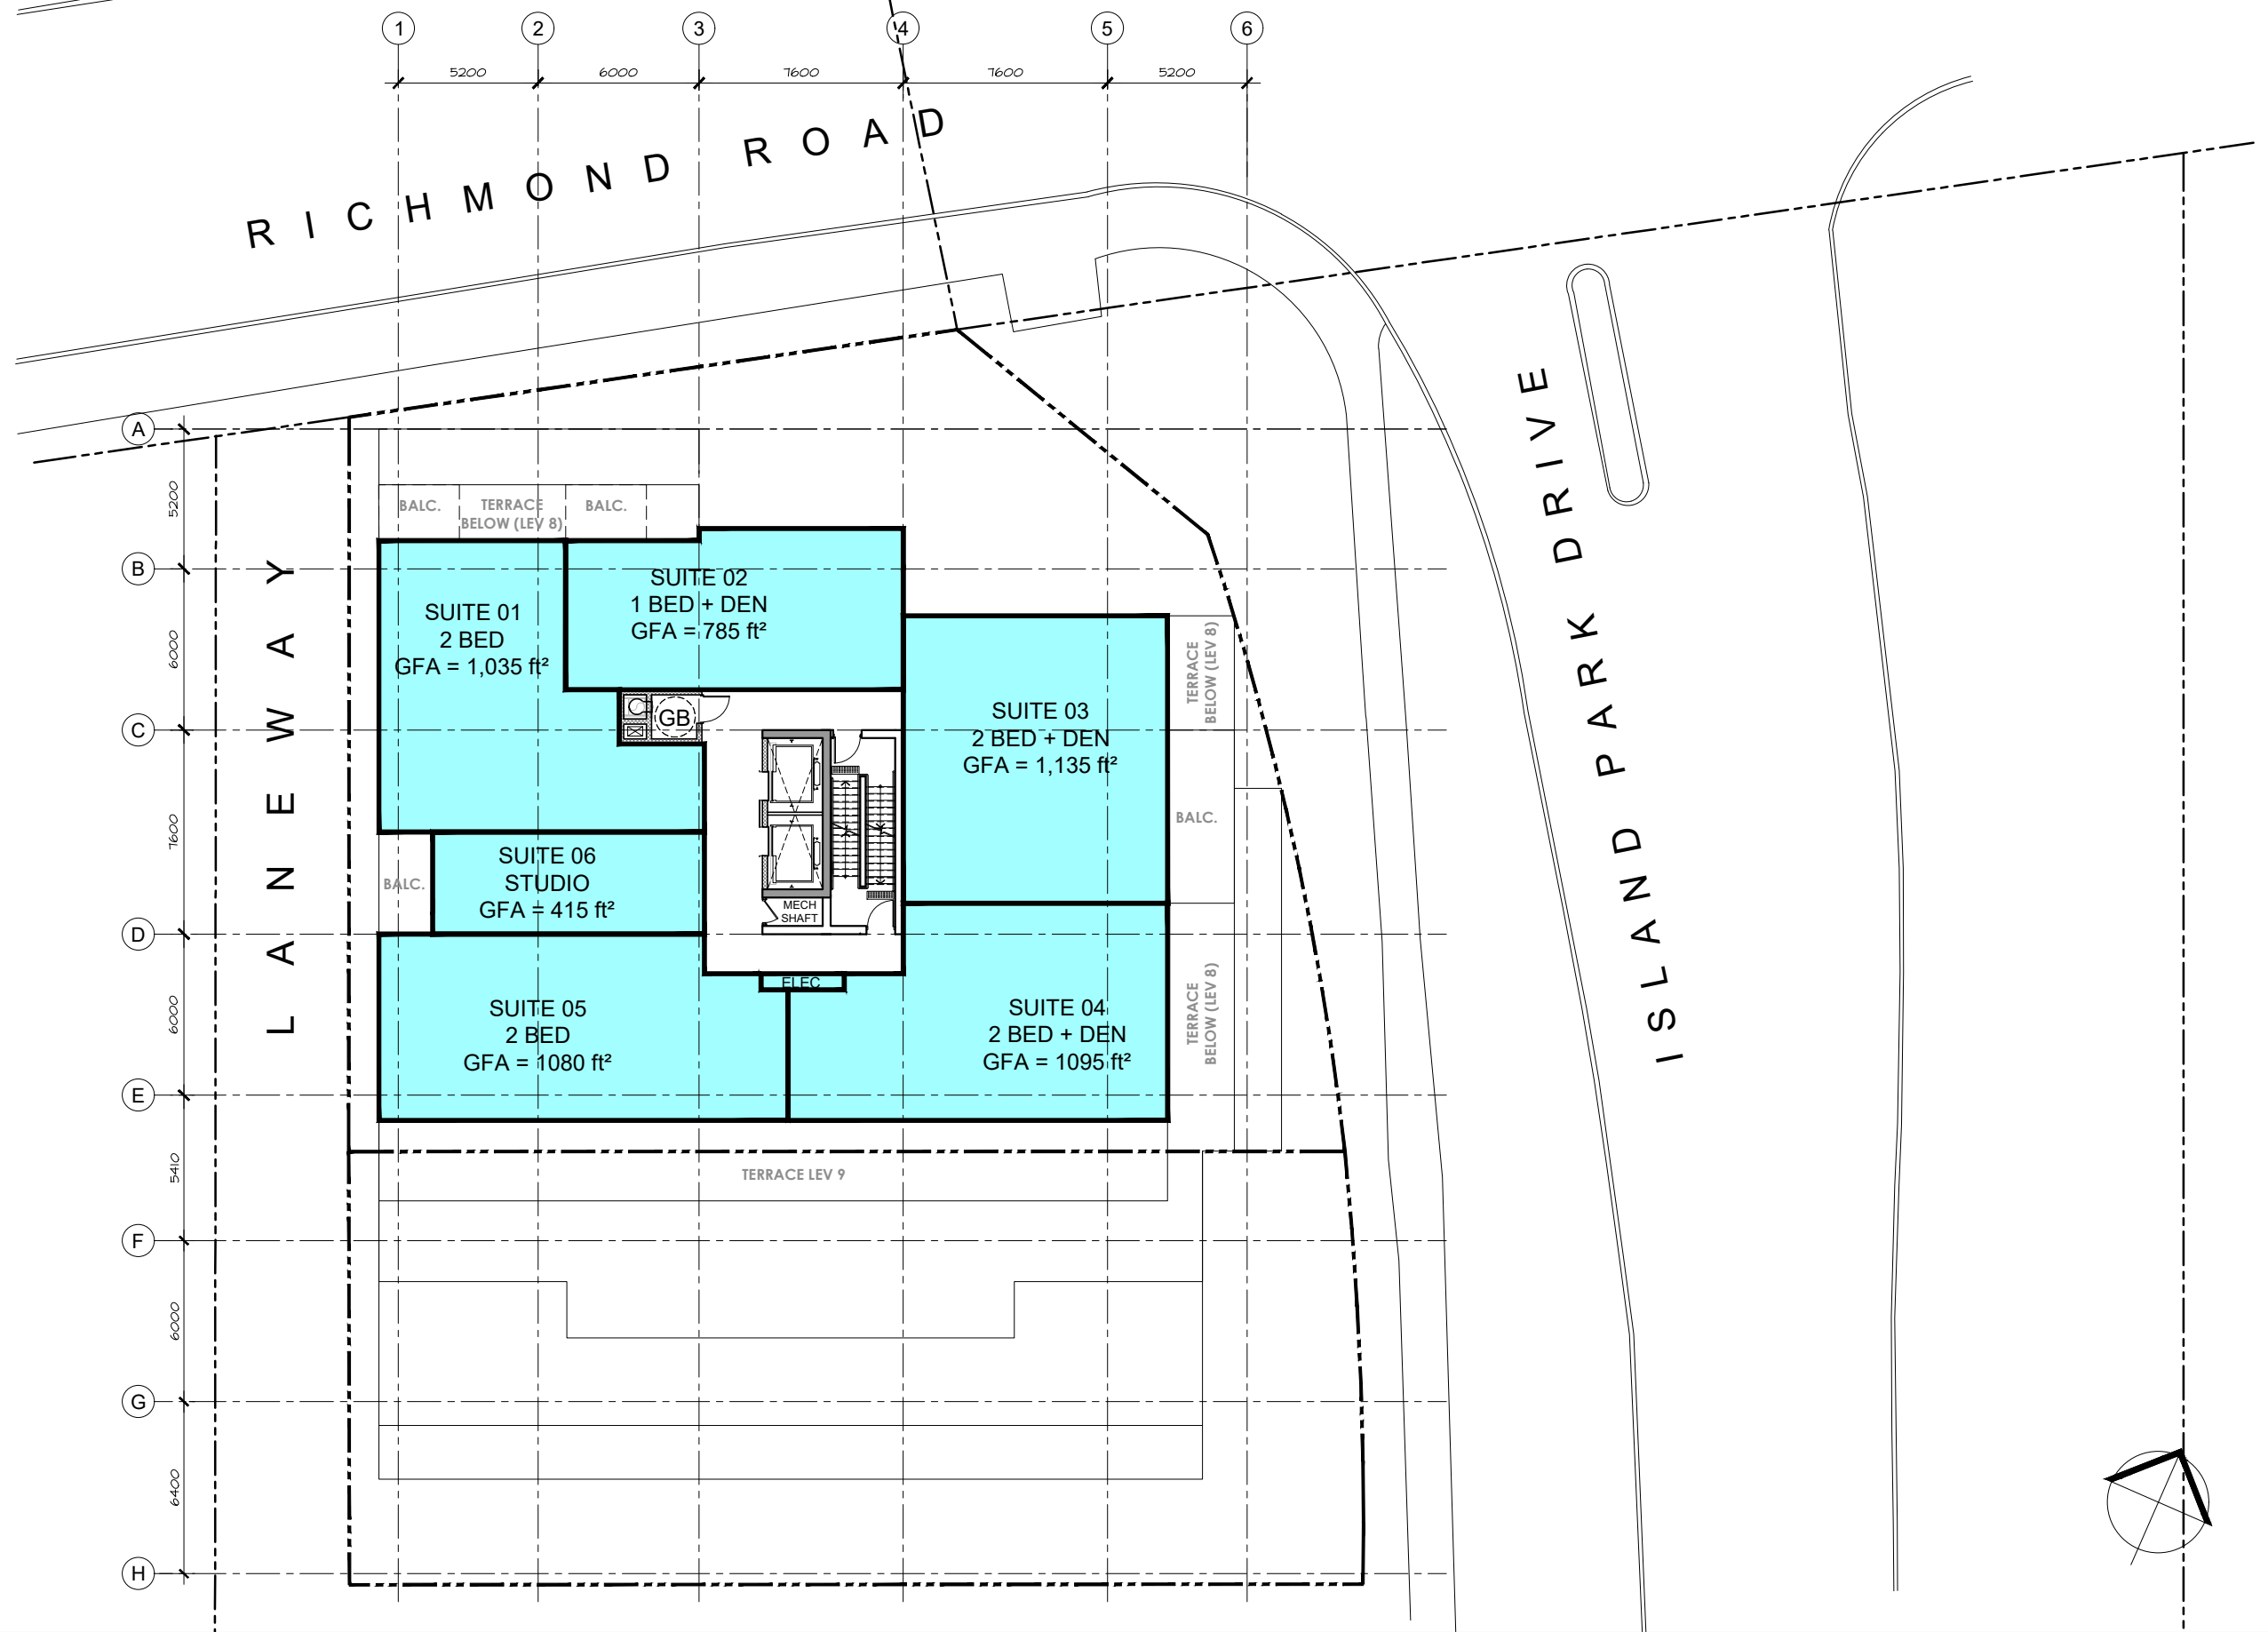 1 2 3 4 5 6
5200 6000 7600 7600 5200
RICHMOND ROAD
A
5200
B
6000
C
7600
D
6000
E
5410
F
6000
G
6400
H
LANEWAY
ISLAND PARK DRIVE
BALC.
TERRACE
BELOW (LEV 8)
BALC.
SUITE 01
2 BED
GFA = 1,035 ft²
SUITE 02
1 BED + DEN
GFA = 785 ft²
GB
SUITE 03
2 BED + DEN
GFA = 1,135 ft²
TERRACE
BELOW (LEV 8)
BALC.
SUITE 06
STUDIO
GFA = 415 ft²
BALC.
MECH
SHAFT
ELEC
SUITE 05
2 BED
GFA = 1080 ft²
SUITE 04
2 BED + DEN
GFA = 1095 ft²
TERRACE
BELOW (LEV 8)
TERRACE LEV 9